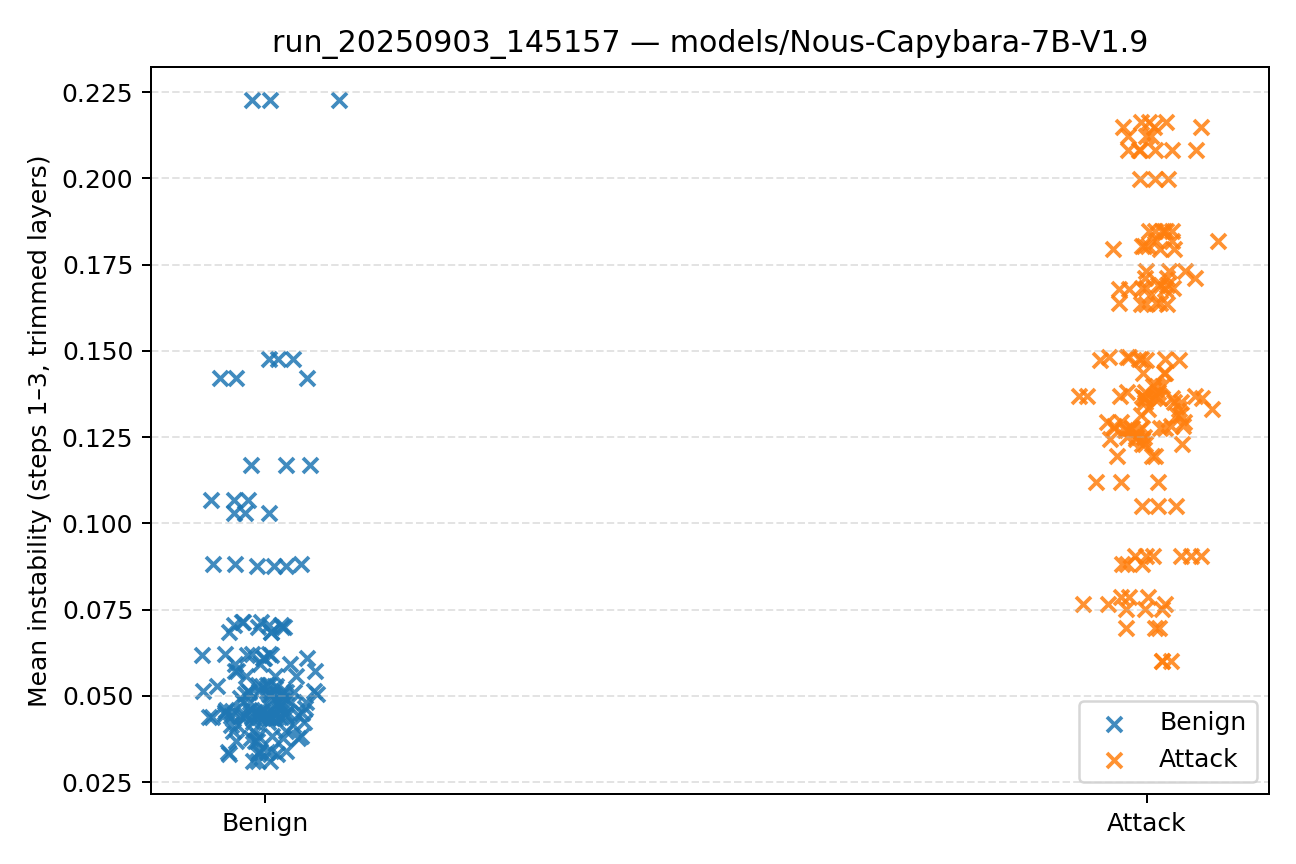 run_20250903_145157 — models/Nous-Capybara-7B-V1.9
Mean instability (steps 1–3, trimmed layers)
0.225
0.200
0.175
0.150
0.125
0.100
0.075
0.050
0.025
Benign
Attack
Benign
Attack